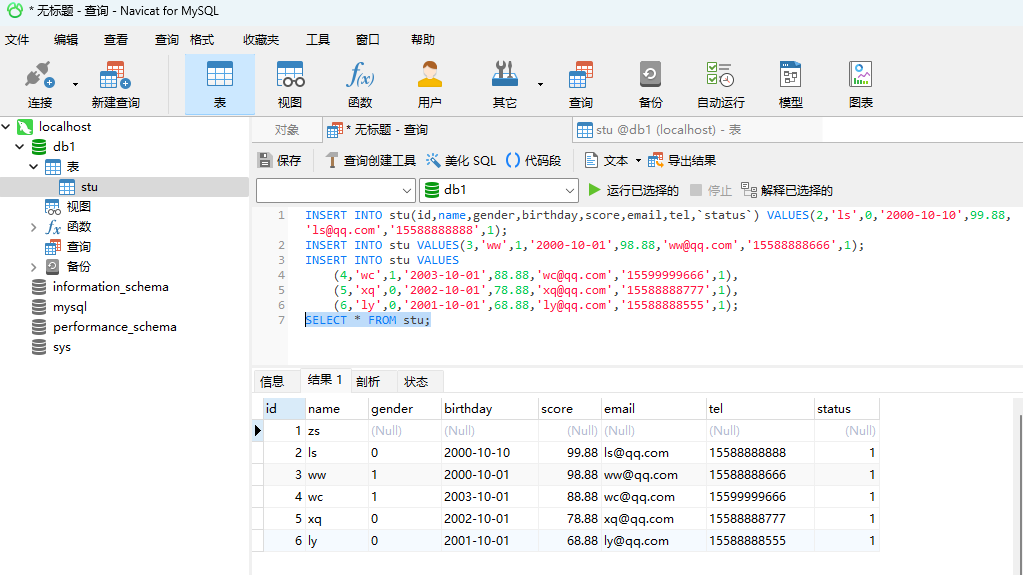 * 无标题 - 查询 - Navicat for MySQL
文件 编辑 查看 查询 格式 收藏夹 工具 窗口 帮助
连接 新建查询 表 视图 函数 用户 其它 查询 备份 自动运行 模型 图表
localhost
db1
表
stu
视图
函数
查询
备份
information_schema
mysql
performance_schema
sys
对象 * 无标题 - 查询 stu @db1 (localhost) - 表
保存 查询创建工具 美化 SQL 代码段 文本 导出结果
db1 运行已选择的 停止 解释已选择的
1 INSERT INTO stu(id,name,gender,birthday,score,email,tel,`status`) VALUES(2,'ls',0,'2000-10-10',99.88,
'ls@qq.com','15588888888',1);
2 INSERT INTO stu VALUES(3,'ww',1,'2000-10-01',98.88,'ww@qq.com','15588888666',1);
3 INSERT INTO stu VALUES
4 (4,'wc',1,'2003-10-01',88.88,'wc@qq.com','15599999666',1),
5 (5,'xq',0,'2002-10-01',78.88,'xq@qq.com','15588888777',1),
6 (6,'ly',0,'2001-10-01',68.88,'ly@qq.com','15588888555',1);
7 SELECT * FROM stu;
信息 结果 1 剖析 状态
id name gender birthday score email tel status
1 zs (Null) (Null) (Null) (Null) (Null) (Null)
2 ls 0 2000-10-10 99.88 ls@qq.com 15588888888 1
3 ww 1 2000-10-01 98.88 ww@qq.com 15588888666 1
4 wc 1 2003-10-01 88.88 wc@qq.com 15599999666 1
5 xq 0 2002-10-01 78.88 xq@qq.com 15588888777 1
6 ly 0 2001-10-01 68.88 ly@qq.com 15588888555 1